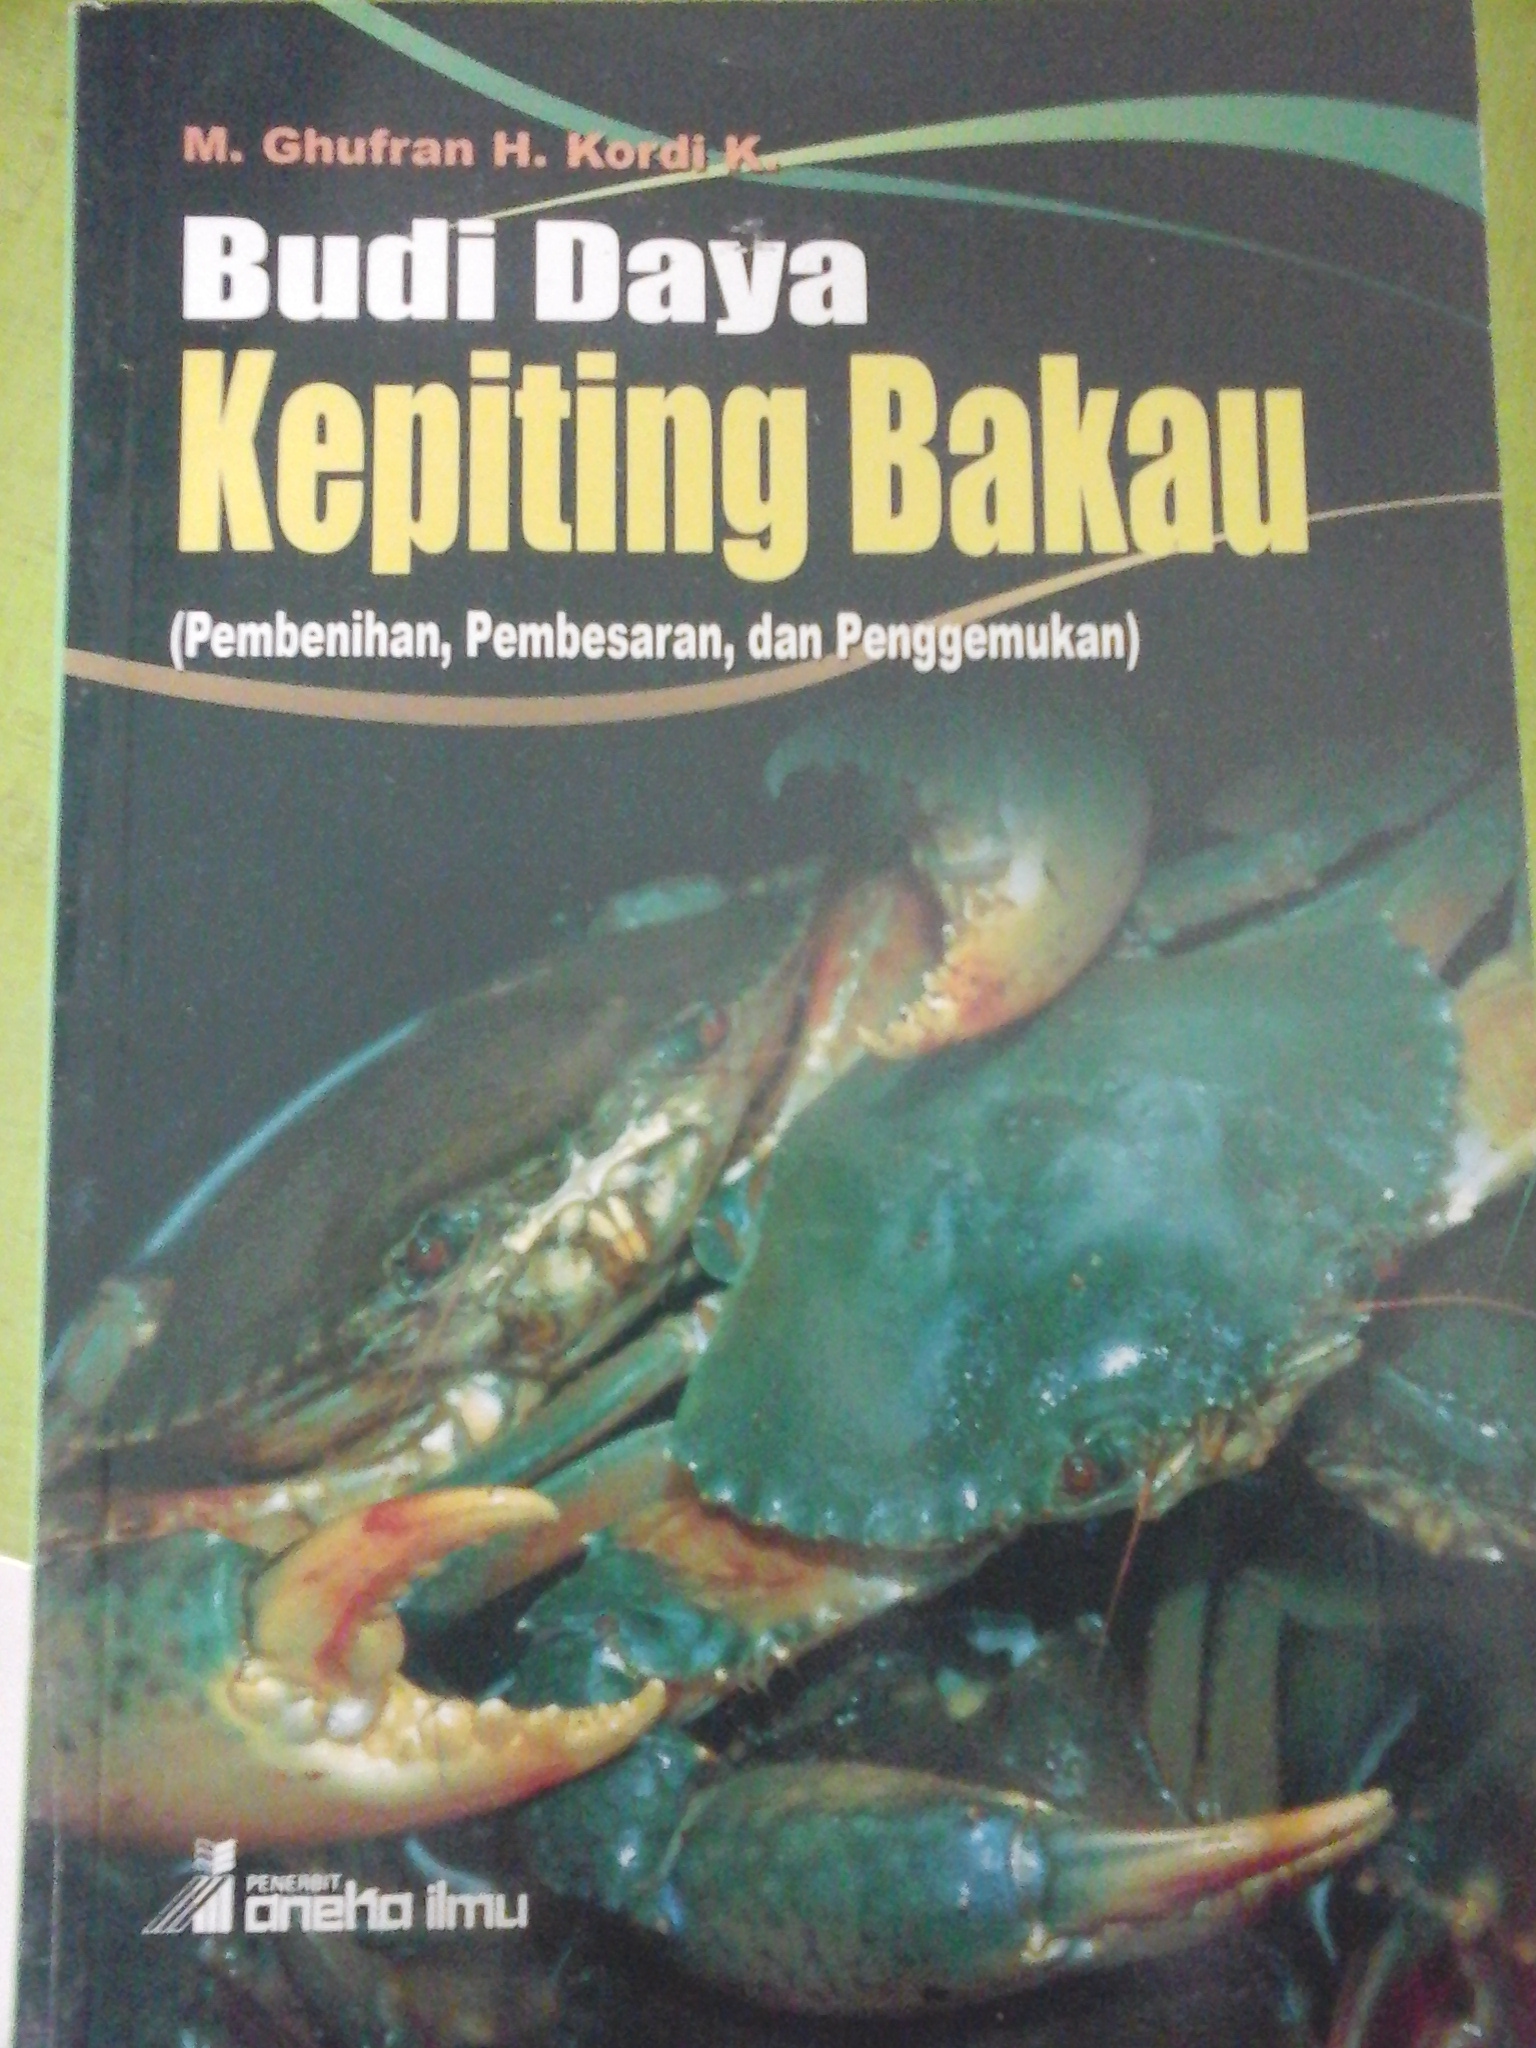 M. Ghufran H. Kordi K.
Budi Daya
Kepiting Bakau
(Pembenihan, Pembesaran, dan Penggemukan)
PENERBIT
aneka ilmu